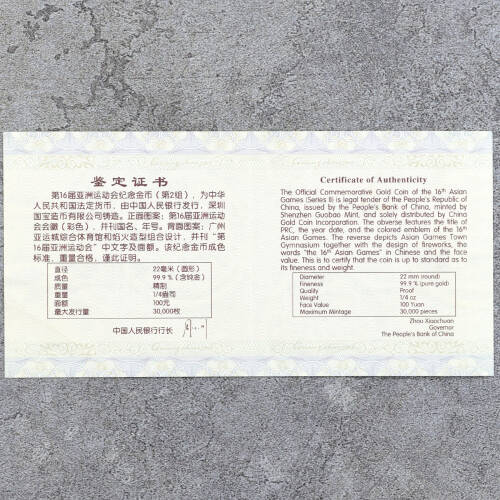 鉴定证书
第16届亚洲运动会纪念金币（第2组），为中华
人民共和国法定货币，由中国人民银行发行，深圳
国宝造币有限公司铸造。正面图案：第16届亚洲运动
会会徽（彩色），并刊国名、年号。背面图案：广州
亚运城综合体育馆和焰火造型组合设计，并刊“第
16届亚洲运动会”中文字及面额。该纪念金币成色
标准，重量合格，谨此证明。
直径 22毫米（圆形）
成色 99.9%（含纯金）
质量 精制
重量 1/4盎司
面额 100元
最大发行量 30,000枚
中国人民银行行长
Certificate of Authenticity
The Official Commemorative Gold Coin of the 16th Asian
Games (Series II) is legal tender of the People's Republic of
China, issued by the People's Bank of China, minted by
Shenzhen Guobao Mint, and solely distributed by China
Gold Coin Incorporation. The obverse features the title of
PRC, the year date, and the colored emblem of the 16th
Asian Games. The reverse depicts Asian Games Town
Gymnasium together with the design of fireworks, the
words "the 16th Asian Games" in Chinese and the face
value. This is to certify that the coin is up to standard as to
its fineness and weight.
Diameter 22 mm (round)
Fineness 99.9 % (pure gold)
Quality Proof
Weight 1/4 oz
Face Value 100 Yuan
Maximum Mintage 30,000 pieces
Zhou Xiaochuan
Governor
The People's Bank of China